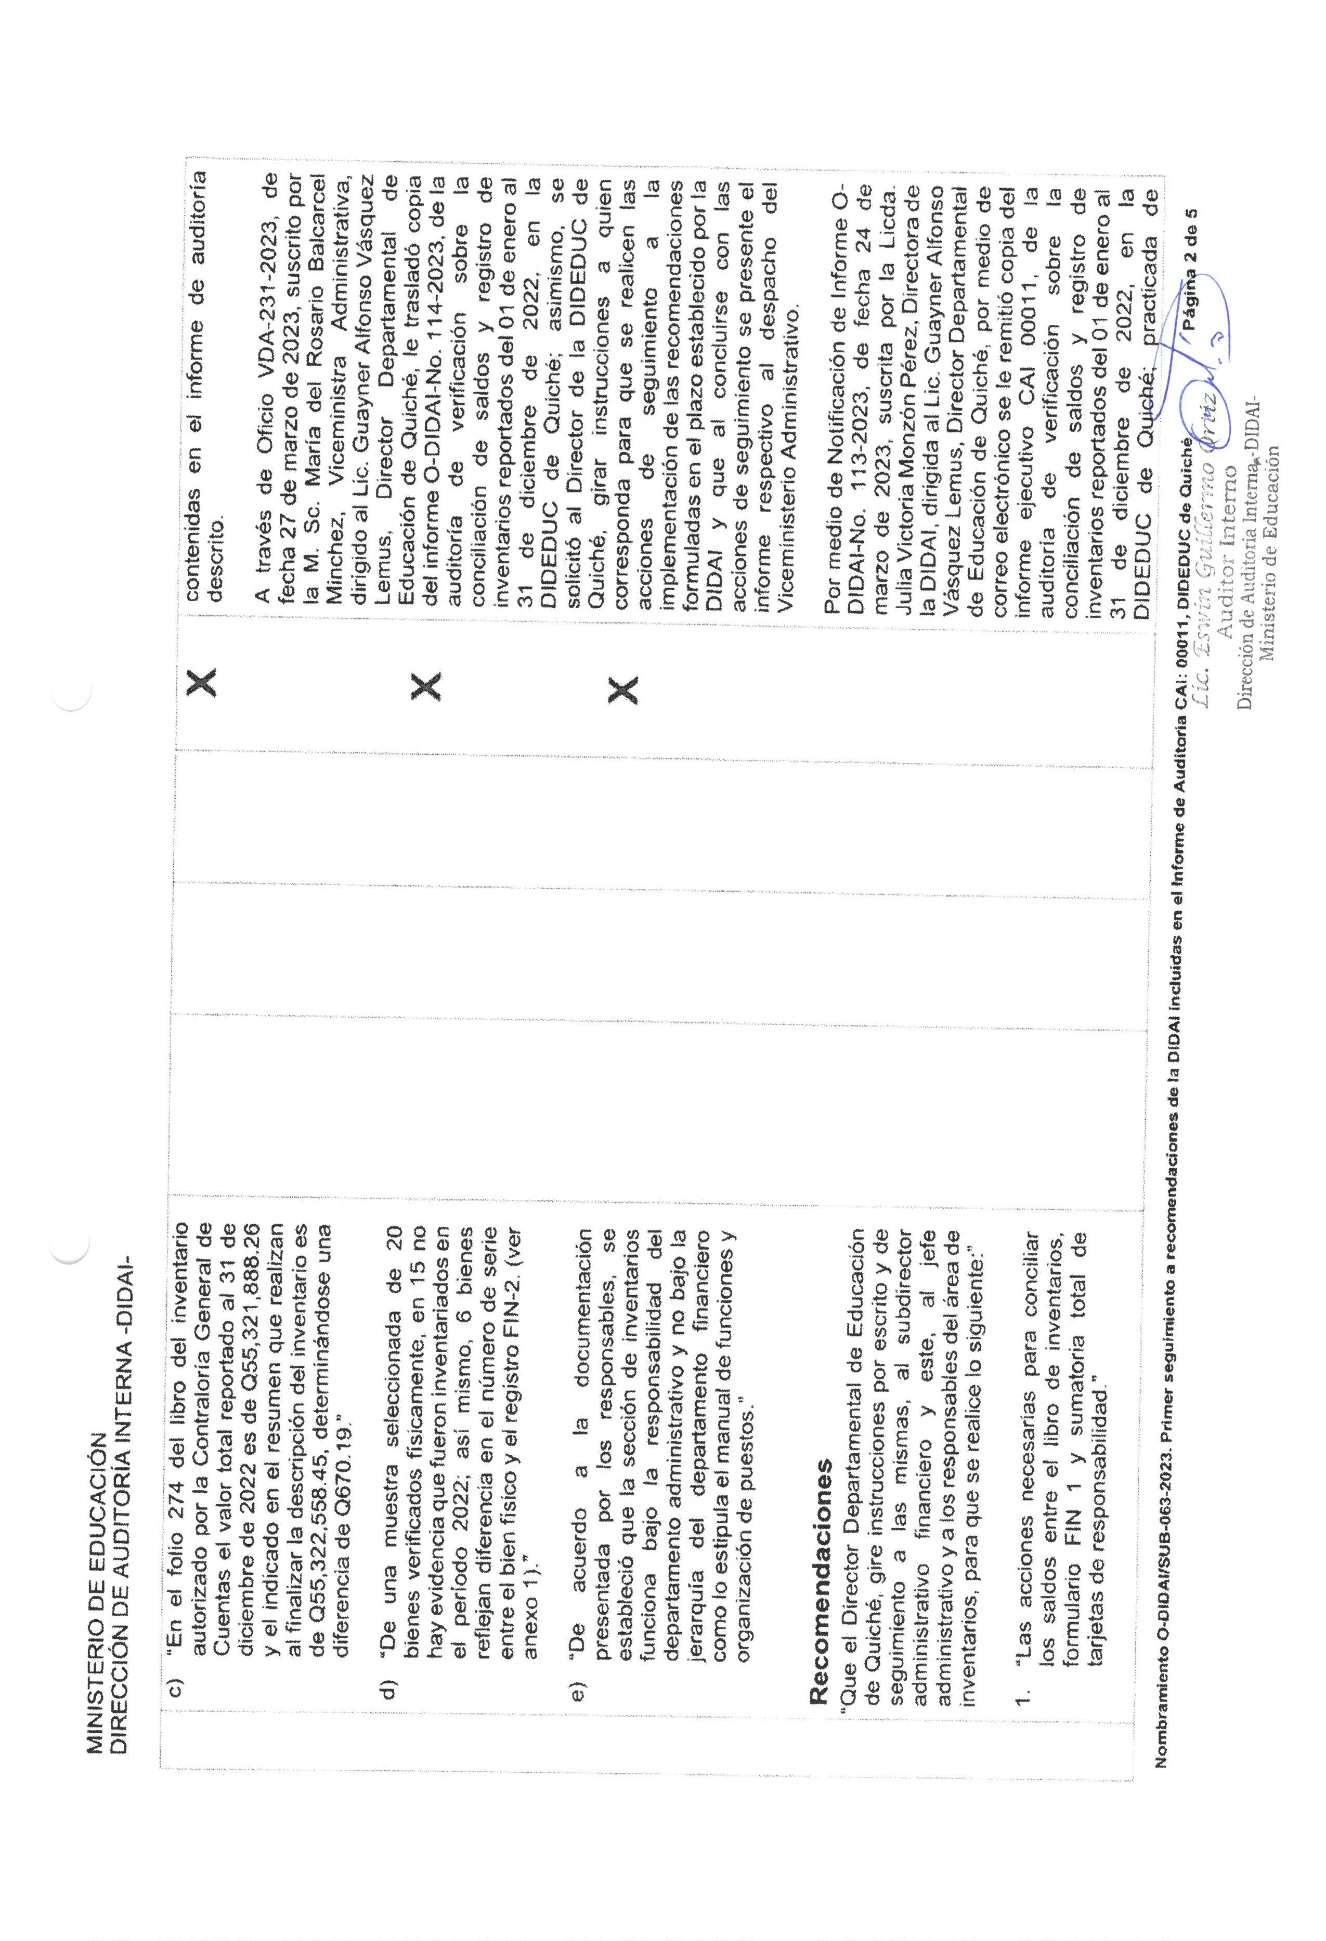 MINISTERIO DE EDUCACIÓN
DIRECCIÓN DE AUDITORÍA INTERNA -DIDAI-
c) “En el folio 274 del libro del inventario
autorizado por la Contraloría General de
Cuentas el valor total reportado al 31 de
diciembre de 2022 es de Q55,321,888.26
y el indicado en el resumen que realizan
al finalizar la descripción del inventario es
de Q55,322,558.45, determinándose una
diferencia de Q670.19.”
X
d) “De una muestra seleccionada de 20
bienes verificados físicamente, en 15 no
hay evidencia que fueron inventariados en
el período 2022; así mismo, 6 bienes
reflejan diferencia en el número de serie
entre el bien físico y el registro FIN-2. (ver
anexo 1).”
X
e) “De acuerdo a la documentación
presentada por los responsables, se
estableció que la sección de inventarios
funciona bajo la responsabilidad del
departamento administrativo y no bajo la
jerarquía del departamento financiero
como lo estipula el manual de funciones y
organización de puestos.”
X
Recomendaciones
“Que el Director Departamental de Educación
de Quiché, gire instrucciones por escrito y de
seguimiento a las mismas, al subdirector
administrativo financiero y este, al jefe
administrativo y a los responsables del área de
inventarios, para que se realice lo siguiente:”
1. “Las acciones necesarias para conciliar
los saldos entre el libro de inventarios,
formulario FIN 1 y sumatoria total de
tarjetas de responsabilidad.”
contenidas en el informe de auditoría
descrito.
A través de Oficio VDA-231-2023, de
fecha 27 de marzo de 2023, suscrito por
la M. Sc. María del Rosario Balcarcel
Minchez, Viceministra Administrativa,
dirigido al Lic. Guayner Alfonso Vásquez
Lemus, Director Departamental de
Educación de Quiché, le trasladó copia
del informe O-DIDAI-No. 114-2023, de la
auditoría de verificación sobre la
conciliación de saldos y registro de
inventarios reportados del 01 de enero al
31 de diciembre de 2022, en la
DIDEDUC de Quiché; asimismo, se
solicitó al Director de la DIDEDUC de
Quiché, girar instrucciones a quien
corresponda para que se realicen las
acciones de seguimiento a la
implementación de las recomendaciones
formuladas en el plazo establecido por la
DIDAI y que al concluirse con las
acciones de seguimiento se presente el
informe respectivo al despacho del
Viceministerio Administrativo.
Por medio de Notificación de Informe O-
DIDAI-No. 113-2023, de fecha 24 de
marzo de 2023, suscrita por la Licda.
Julia Victoria Monzón Pérez, Directora de
la DIDAI, dirigida al Lic. Guayner Alfonso
Vásquez Lemus, Director Departamental
de Educación de Quiché, por medio de
correo electrónico se le remitió copia del
informe ejecutivo CAI 00011, de la
auditoría de verificación sobre la
conciliación de saldos y registro de
inventarios reportados del 01 de enero al
31 de diciembre de 2022, en la
DIDEDUC de Quiché; practicada de
Nombramiento O-DIDAI/SUB-063-2023. Primer seguimiento a recomendaciones de la DIDAI incluidas en el Informe de Auditoria CAI: 00011, DIDEDUC de Quiché. Página 2 de 5
Lic. Eswin Guillermo Ortiz
Auditor Interno
Dirección de Auditoría Interna -DIDAI-
Ministerio de Educación